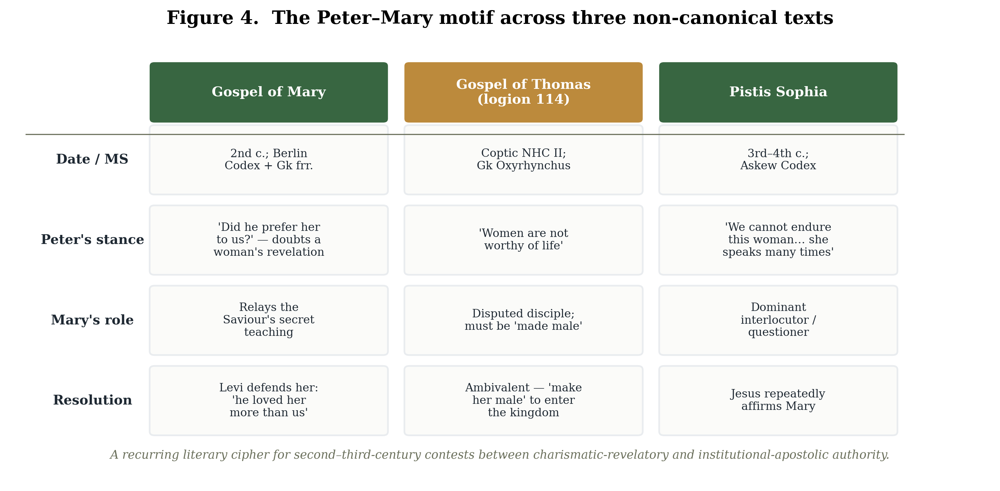 Figure 4.  The Peter–Mary motif across three non-canonical texts
Gospel of Mary
Gospel of Thomas
(logion 114)
Pistis Sophia
Date / MS
2nd c.; Berlin
Codex + Gk frr.
Coptic NHC II;
Gk Oxyrhynchus
3rd–4th c.;
Askew Codex
Peter's stance
'Did he prefer her
to us?' — doubts a
woman's revelation
'Women are not
worthy of life'
'We cannot endure
this woman… she
speaks many times'
Mary's role
Relays the
Saviour's secret
teaching
Disputed disciple;
must be 'made male'
Dominant
interlocutor /
questioner
Resolution
Levi defends her:
'he loved her
more than us'
Ambivalent — 'make
her male' to enter
the kingdom
Jesus repeatedly
affirms Mary
A recurring literary cipher for second–third-century contests between charismatic-revelatory and institutional-apostolic authority.